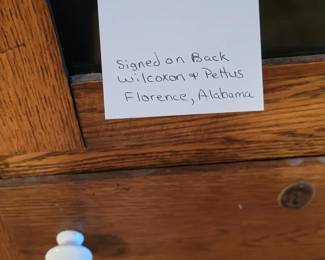 Signed on Back
Wilcoxon & Pettus
Florence, Alabama